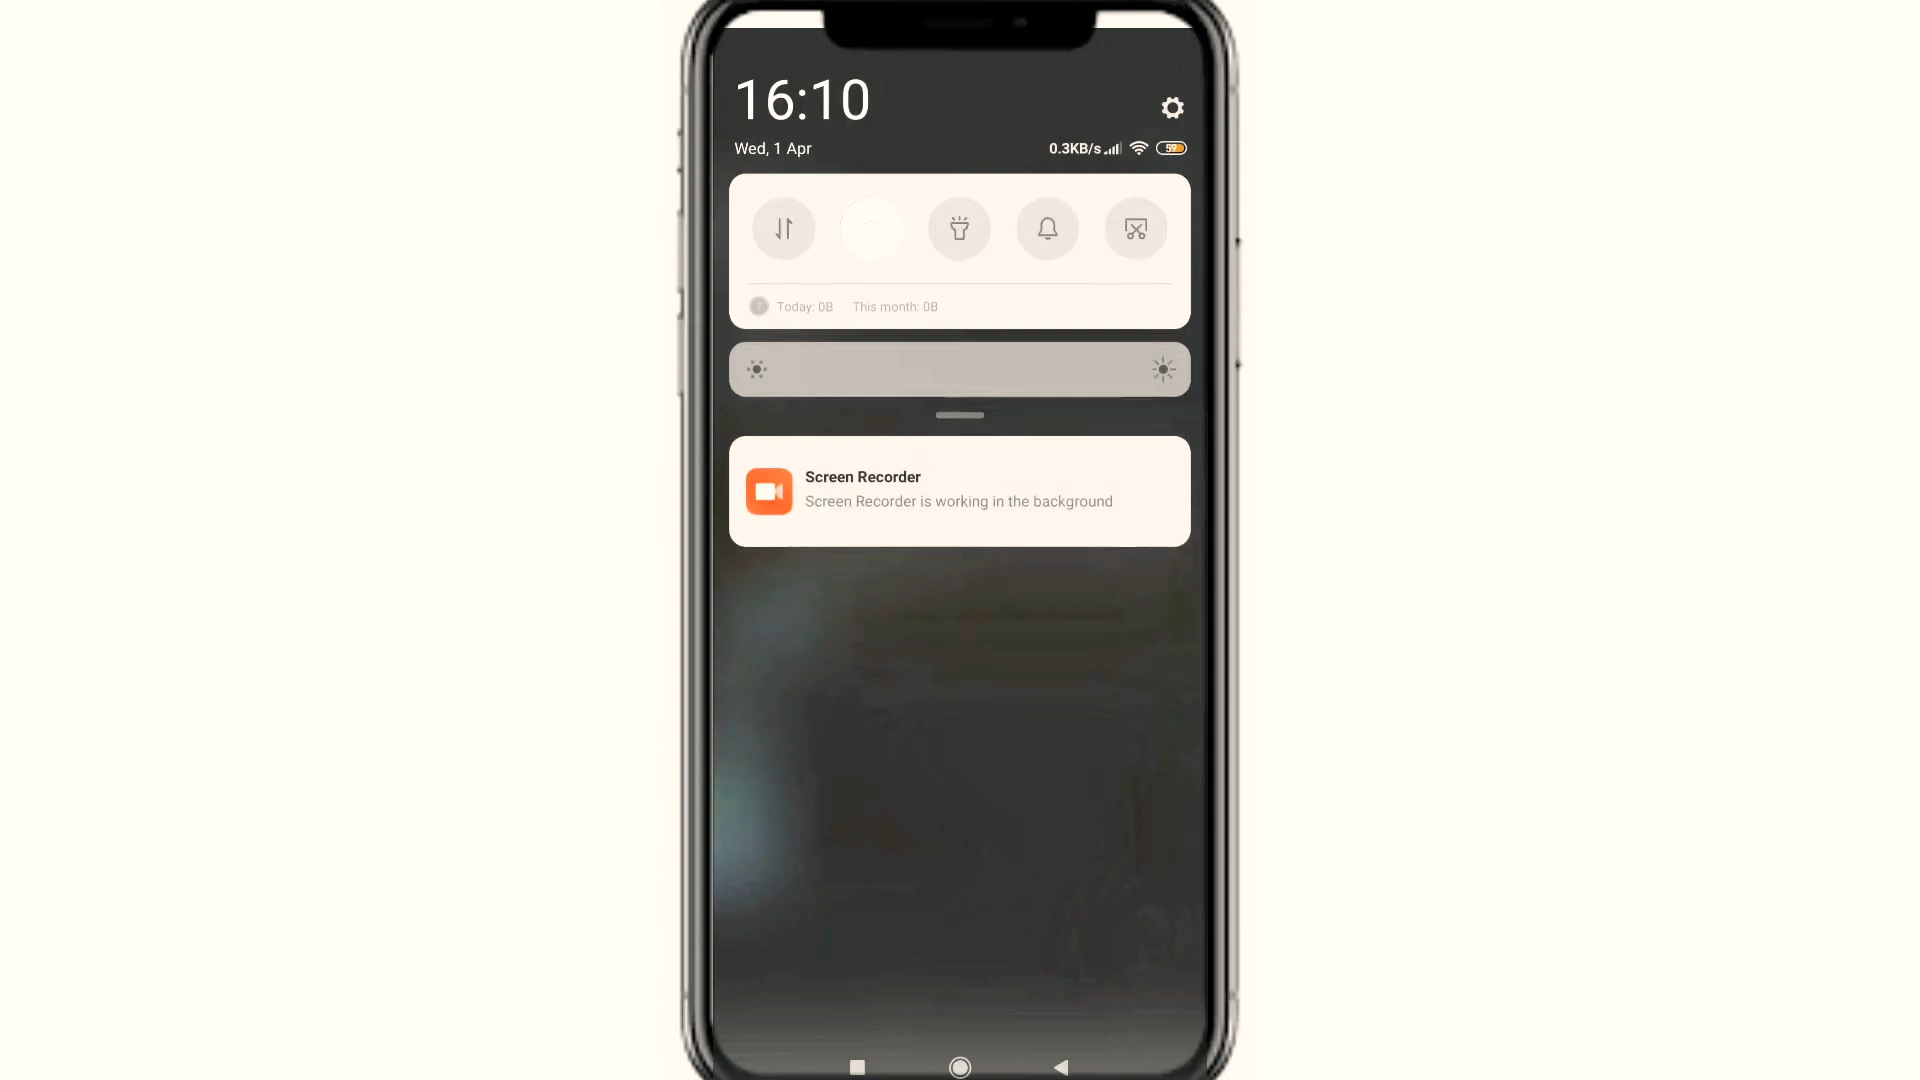 16:10
Wed, 1 Apr
0.3KB/s
59
Today: 0B This month: 0B
Screen Recorder
Screen Recorder is working in the background